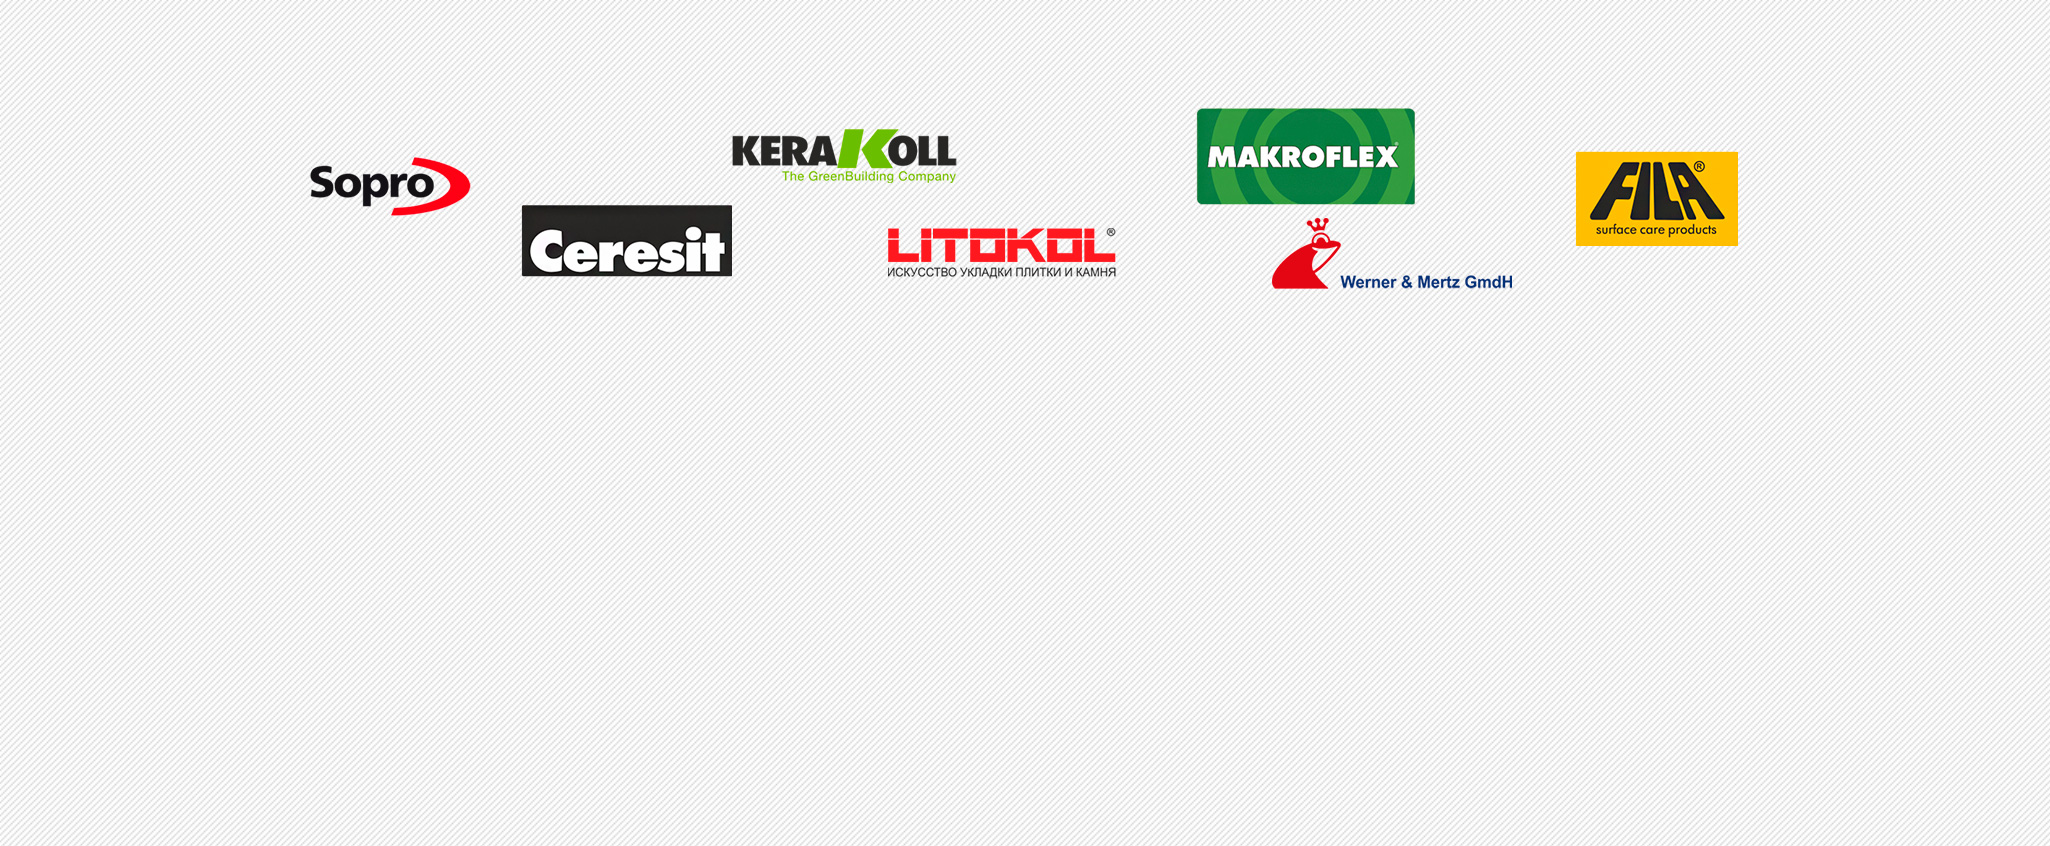 Sopro
Ceresit
KERAKOLL
The GreenBuilding Company
LITOKOL®
ИСКУССТВО УКЛАДКИ ПЛИТКИ И КАМНЯ
MAKROFLEX
Werner & Mertz GmdH
FILA®
surface care products